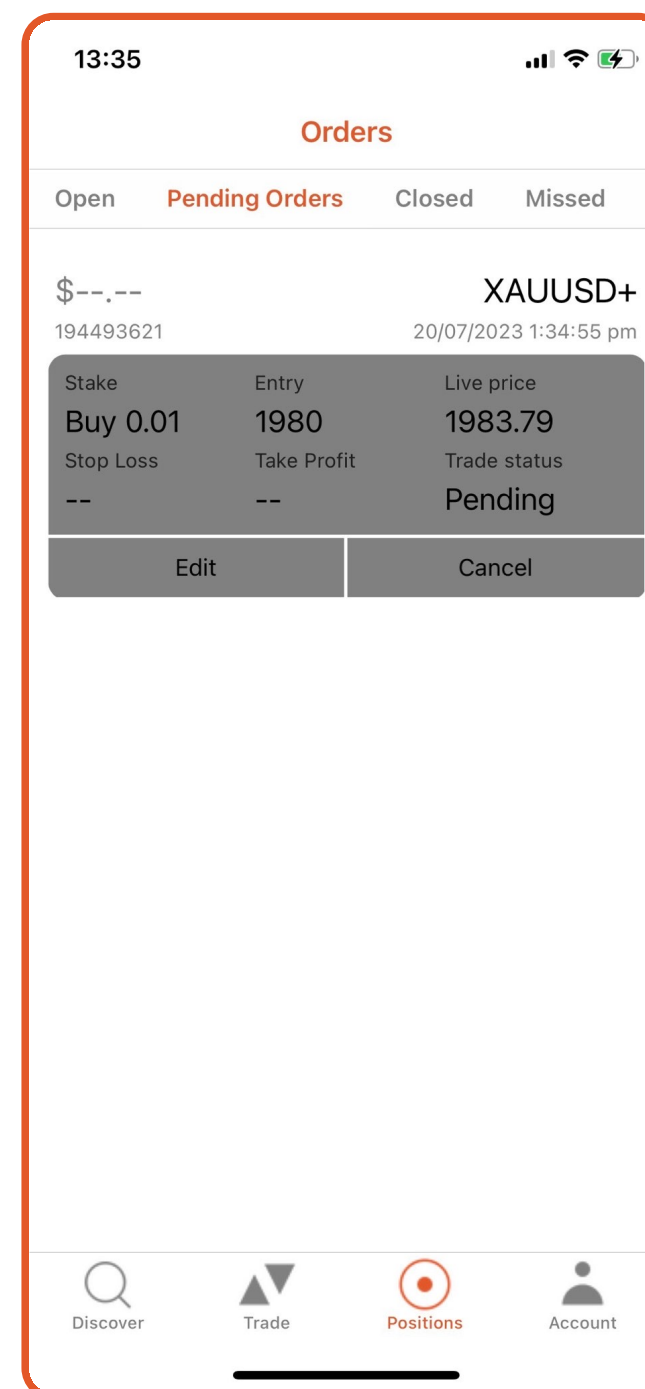 13:35
Orders
Open Pending Orders Closed Missed
$--.-- XAUUSD+
194493621 20/07/2023 1:34:55 pm
Stake Entry Live price
Buy 0.01 1980 1983.79
Stop Loss Take Profit Trade status
-- -- Pending
Edit Cancel
Discover Trade Positions Account